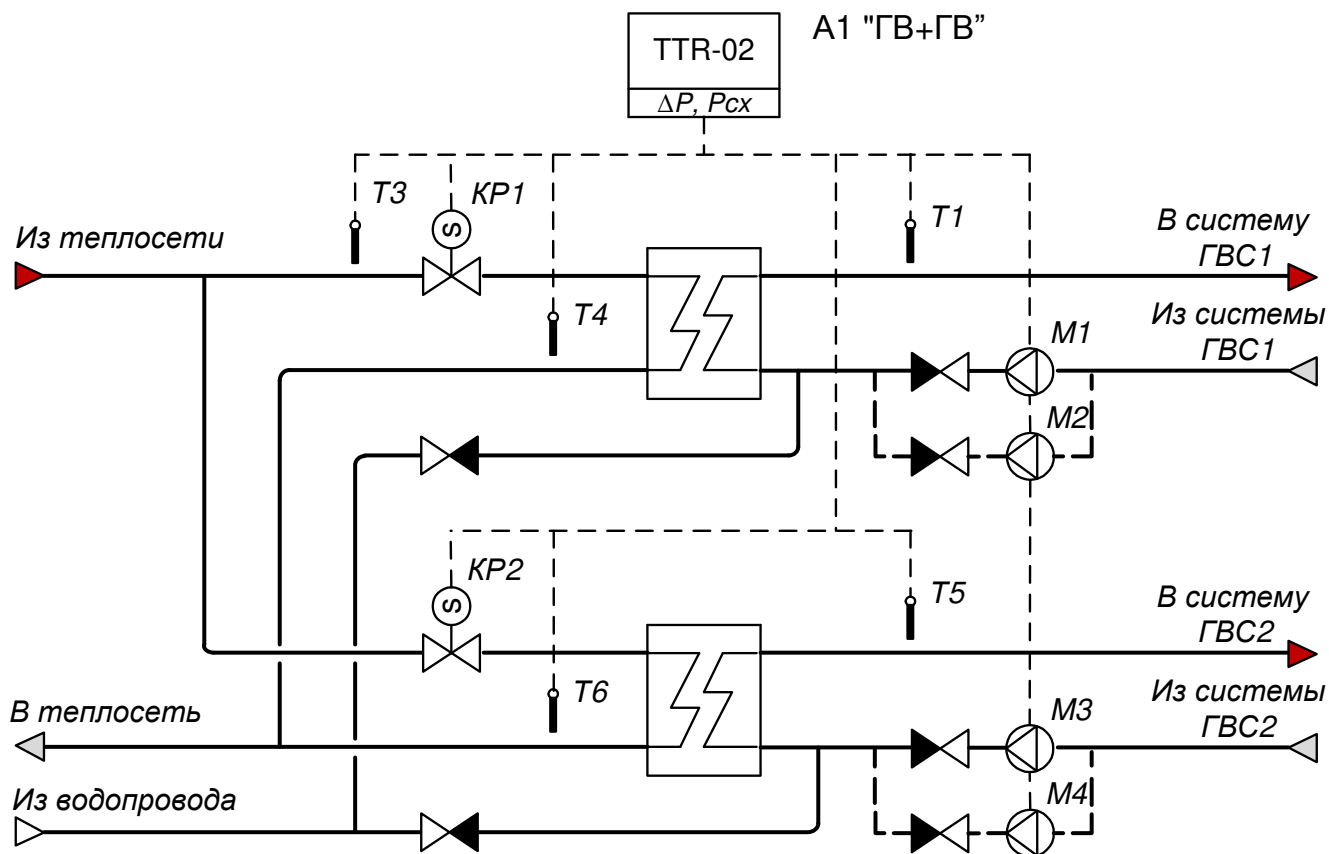 TTR-02
ΔP, Рсх
А1 "ГВ+ГВ”
Т3
КР1
S
Т1
Из теплосети
В систему
ГВС1
Т4
Из системы
ГВС1
М1
М2
КР2
S
Т5
В систему
ГВС2
Т6
Из системы
ГВС2
М3
В теплосеть
М4
Из водопровода